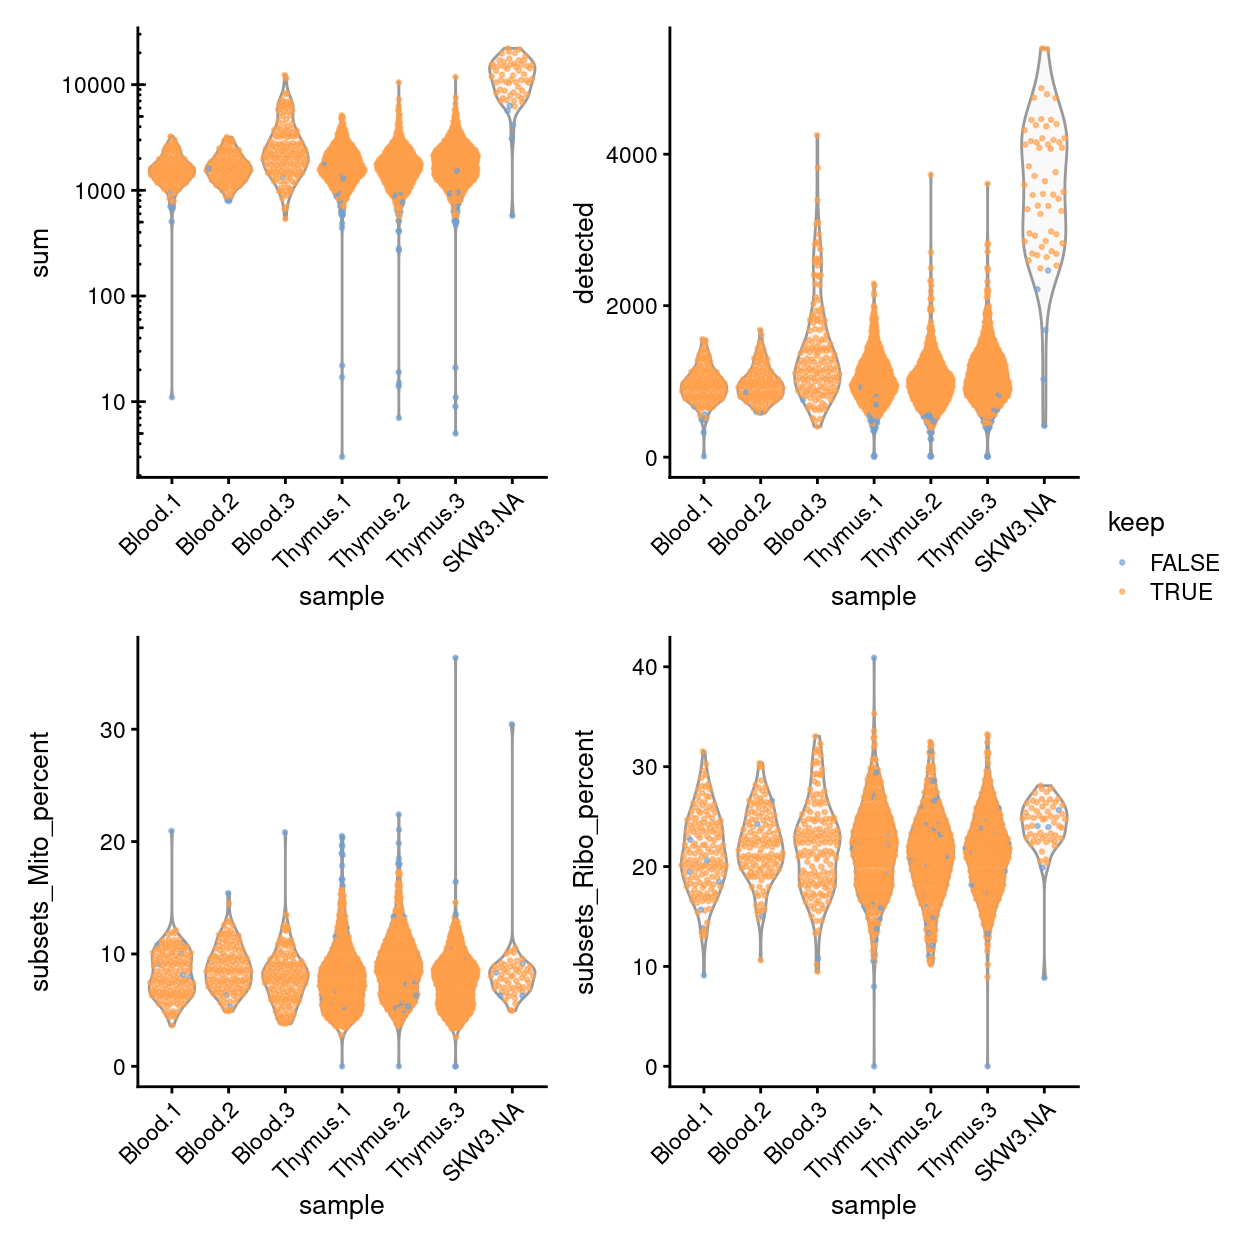 sum
10000
1000
100
10
Blood.1
Blood.2
Blood.3
Thymus.1
Thymus.2
Thymus.3
SKW3.NA
sample
detected
4000
2000
0
Blood.1
Blood.2
Blood.3
Thymus.1
Thymus.2
Thymus.3
SKW3.NA
sample
keep
FALSE
TRUE
subsets_Mito_percent
30
20
10
0
Blood.1
Blood.2
Blood.3
Thymus.1
Thymus.2
Thymus.3
SKW3.NA
sample
subsets_Ribo_percent
40
30
20
10
0
Blood.1
Blood.2
Blood.3
Thymus.1
Thymus.2
Thymus.3
SKW3.NA
sample